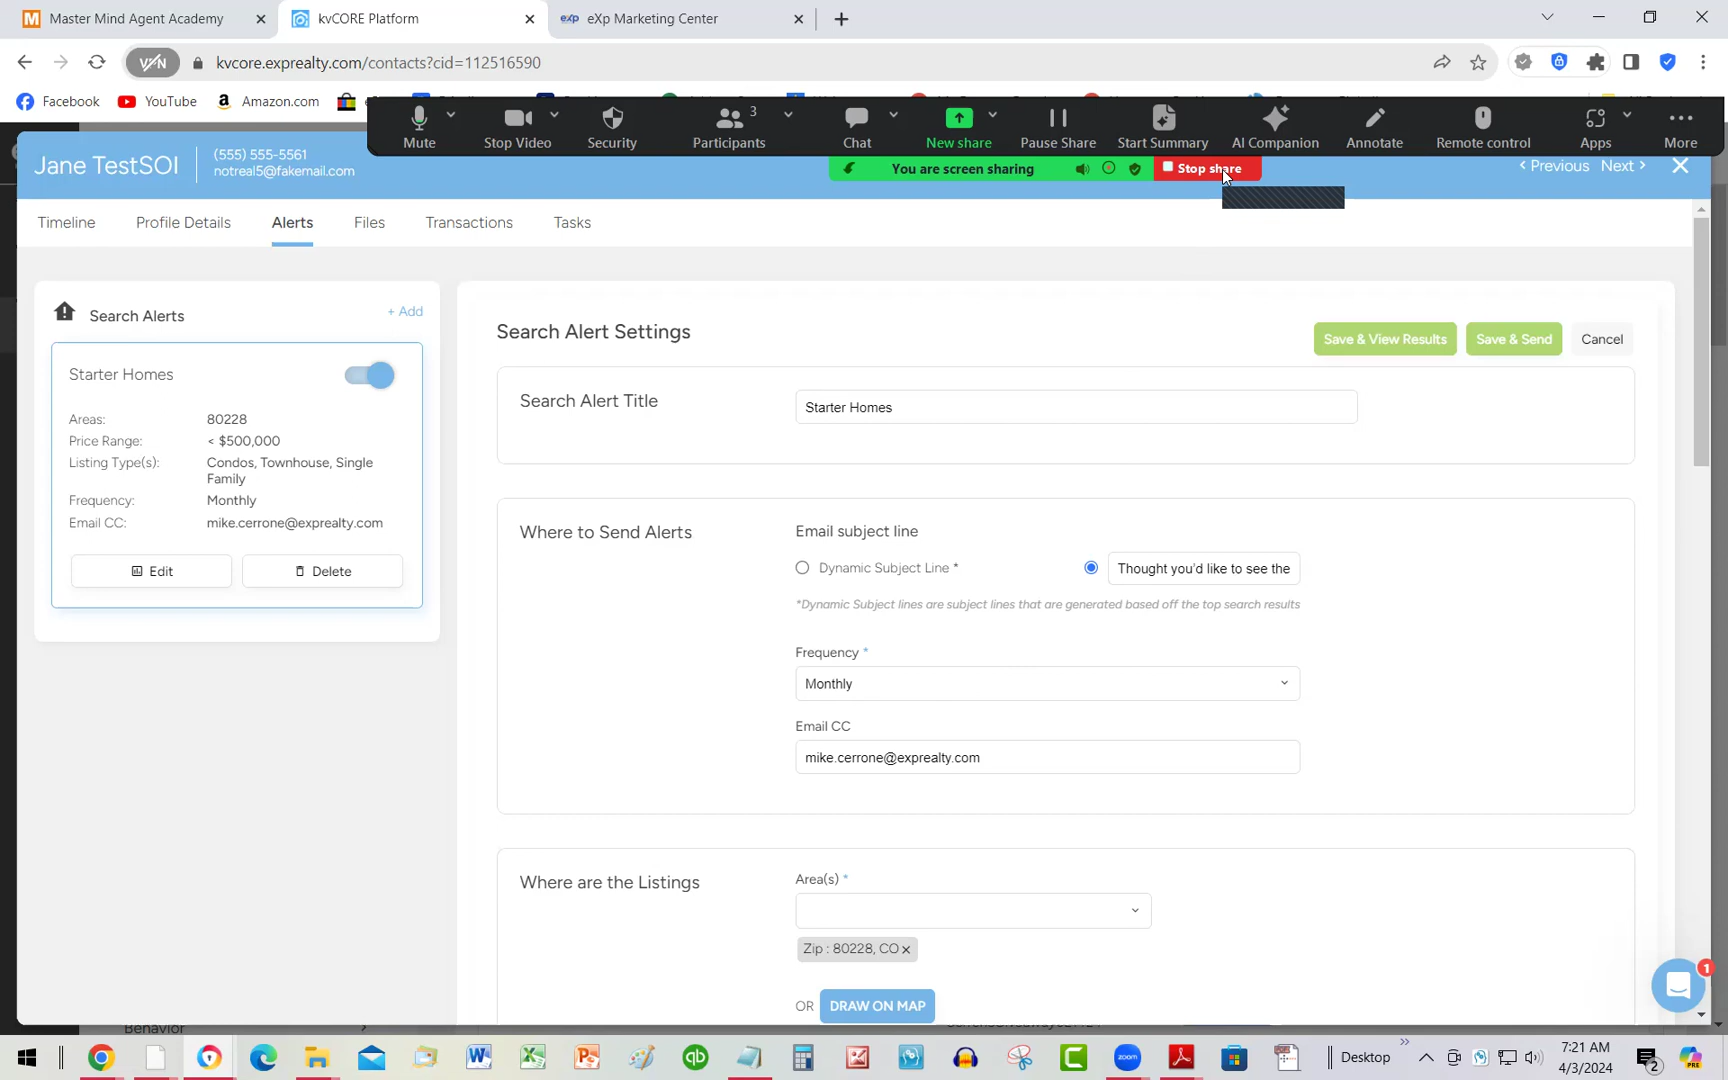 Master Mind Agent Academy
kvCORE Platform
eXp eXp Marketing Center
VPN kvcore.exprealty.com/contacts?cid=112516590
Facebook YouTube Amazon.com
Mute Stop Video Security Participants 3 Chat New share Pause Share Start Summary AI Companion Annotate Remote control Apps More
You are screen sharing Stop share
Jane TestSOI
(555) 555-5561
notreal5@fakemail.com
< Previous Next >
Timeline Profile Details Alerts Files Transactions Tasks
Search Alerts + Add
Starter Homes
Areas: 80228
Price Range: < $500,000
Listing Type(s): Condos, Townhouse, Single
Family
Frequency: Monthly
Email CC: mike.cerrone@exprealty.com
Edit Delete
Search Alert Settings
Save & View Results Save & Send Cancel
Search Alert Title Starter Homes
Where to Send Alerts Email subject line
Dynamic Subject Line * Thought you'd like to see the
*Dynamic Subject lines are subject lines that are generated based off the top search results
Frequency *
Monthly
Email CC
mike.cerrone@exprealty.com
Where are the Listings Area(s) *
Zip : 80228, CO
OR DRAW ON MAP
1
Behavior
zoom
Desktop
7:21 AM
4/3/2024
2
PRE